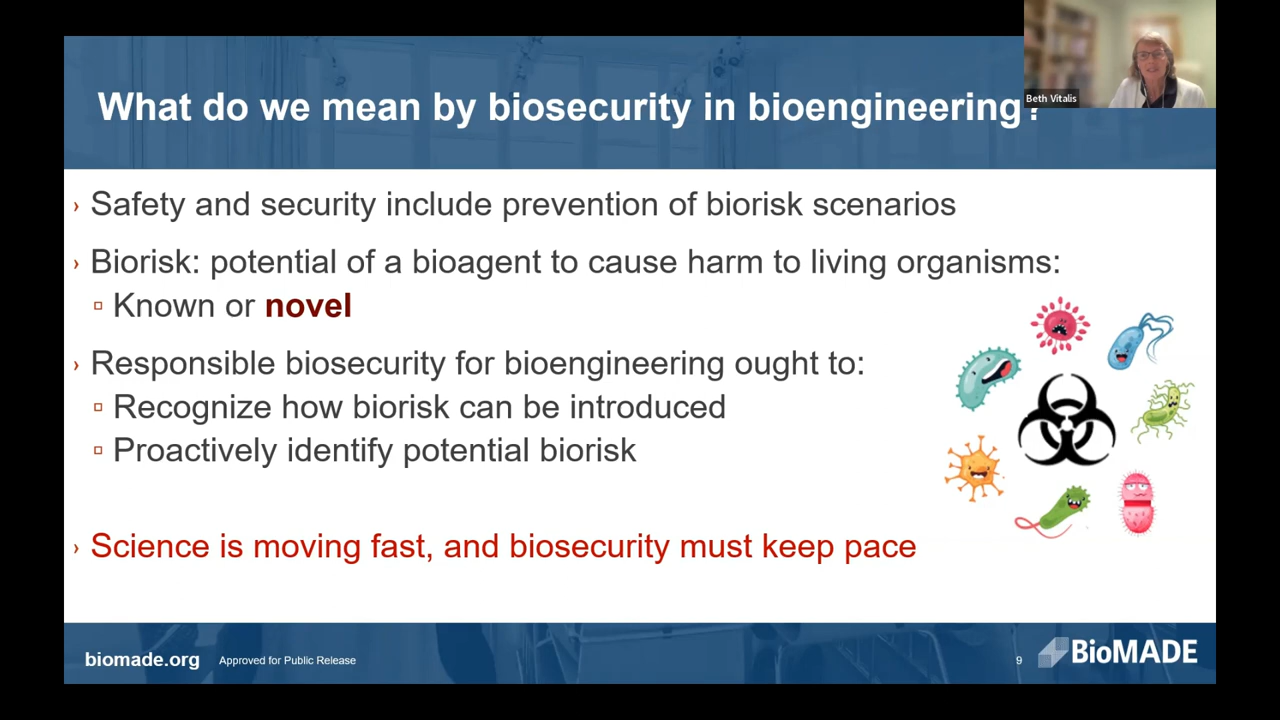 What do we mean by biosecurity in bioengineering?
Beth Vitalis
› Safety and security include prevention of biorisk scenarios
› Biorisk: potential of a bioagent to cause harm to living organisms:
▫ Known or novel
› Responsible biosecurity for bioengineering ought to:
▫ Recognize how biorisk can be introduced
▫ Proactively identify potential biorisk
› Science is moving fast, and biosecurity must keep pace
biomade.org Approved for Public Release 9 BioMADE